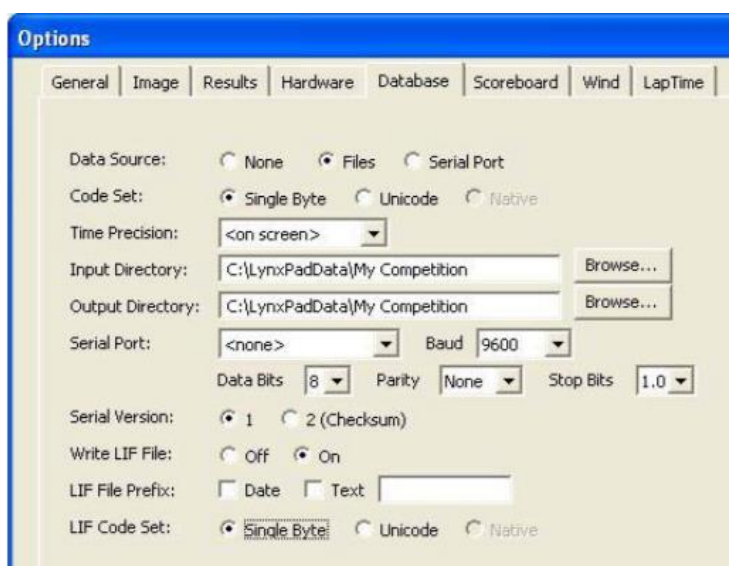 Options
General Image Results Hardware Database Scoreboard Wind LapTime
Data Source: None Files Serial Port
Code Set: Single Byte Unicode Native
Time Precision: <on screen>
Input Directory: C:\LynxPadData\My Competition Browse...
Output Directory: C:\LynxPadData\My Competition Browse...
Serial Port: <none> Baud 9600
Data Bits 8 Parity None Stop Bits 1.0
Serial Version: 1 2 (Checksum)
Write LIF File: Off On
LIF File Prefix: Date Text
LIF Code Set: Single Byte Unicode Native